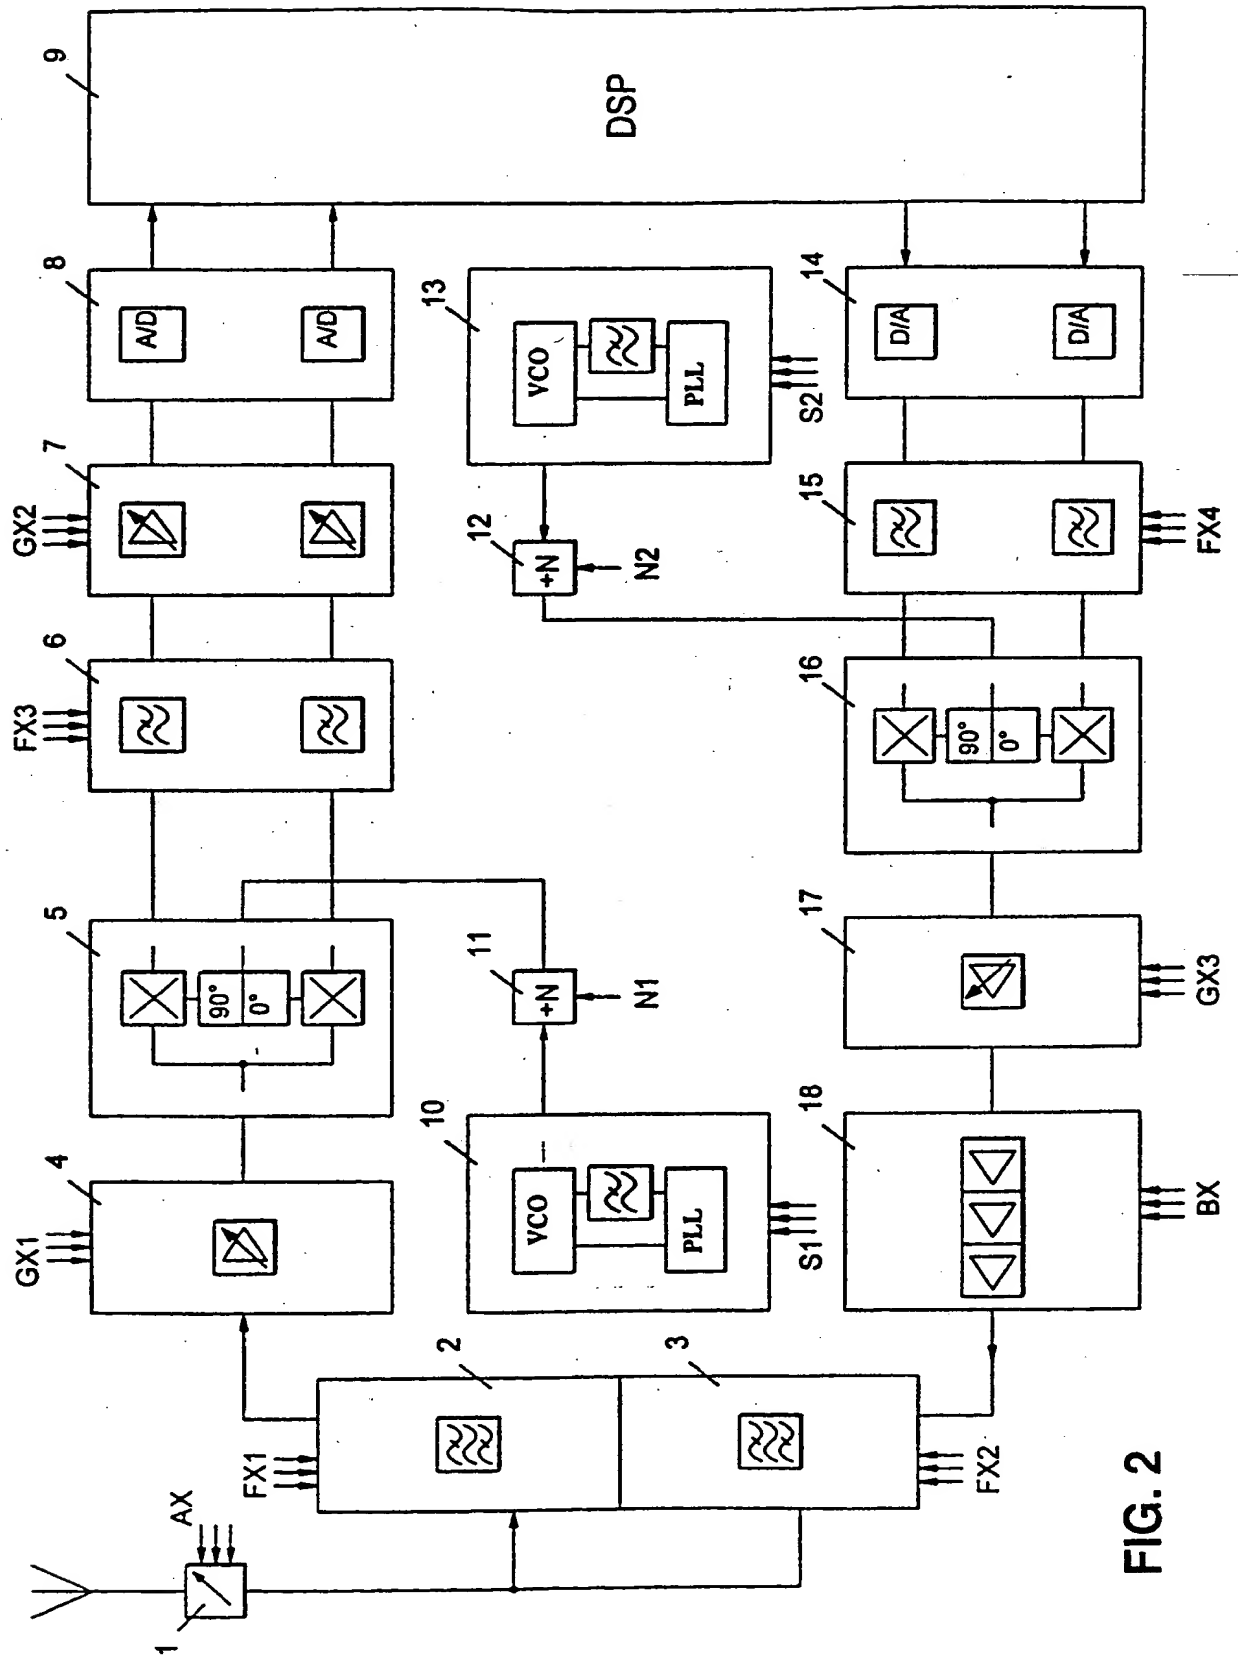 FIG. 2
1
AX
FX1
2
3
FX2
GX1
4
5
90°
0°
FX3
6
GX2
7
8
A/D
A/D
9
DSP
10
VCO
PLL
S1
11
+N
N1
12
+N
N2
13
VCO
PLL
S2
14
D/A
D/A
15
FX4
16
90°
0°
17
GX3
18
BX